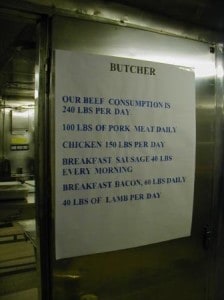 BUTCHER
OUR BEEF CONSUMPTION IS
240 LBS PER DAY
100 LBS OF PORK MEAT DAILY
CHICKEN 150 LBS PER DAY
BREAKFAST SAUSAGE 40 LBS
EVERY MORNING
BREAKFAST BACON, 60 LBS DAILY
40 LBS OF LAMB PER DAY